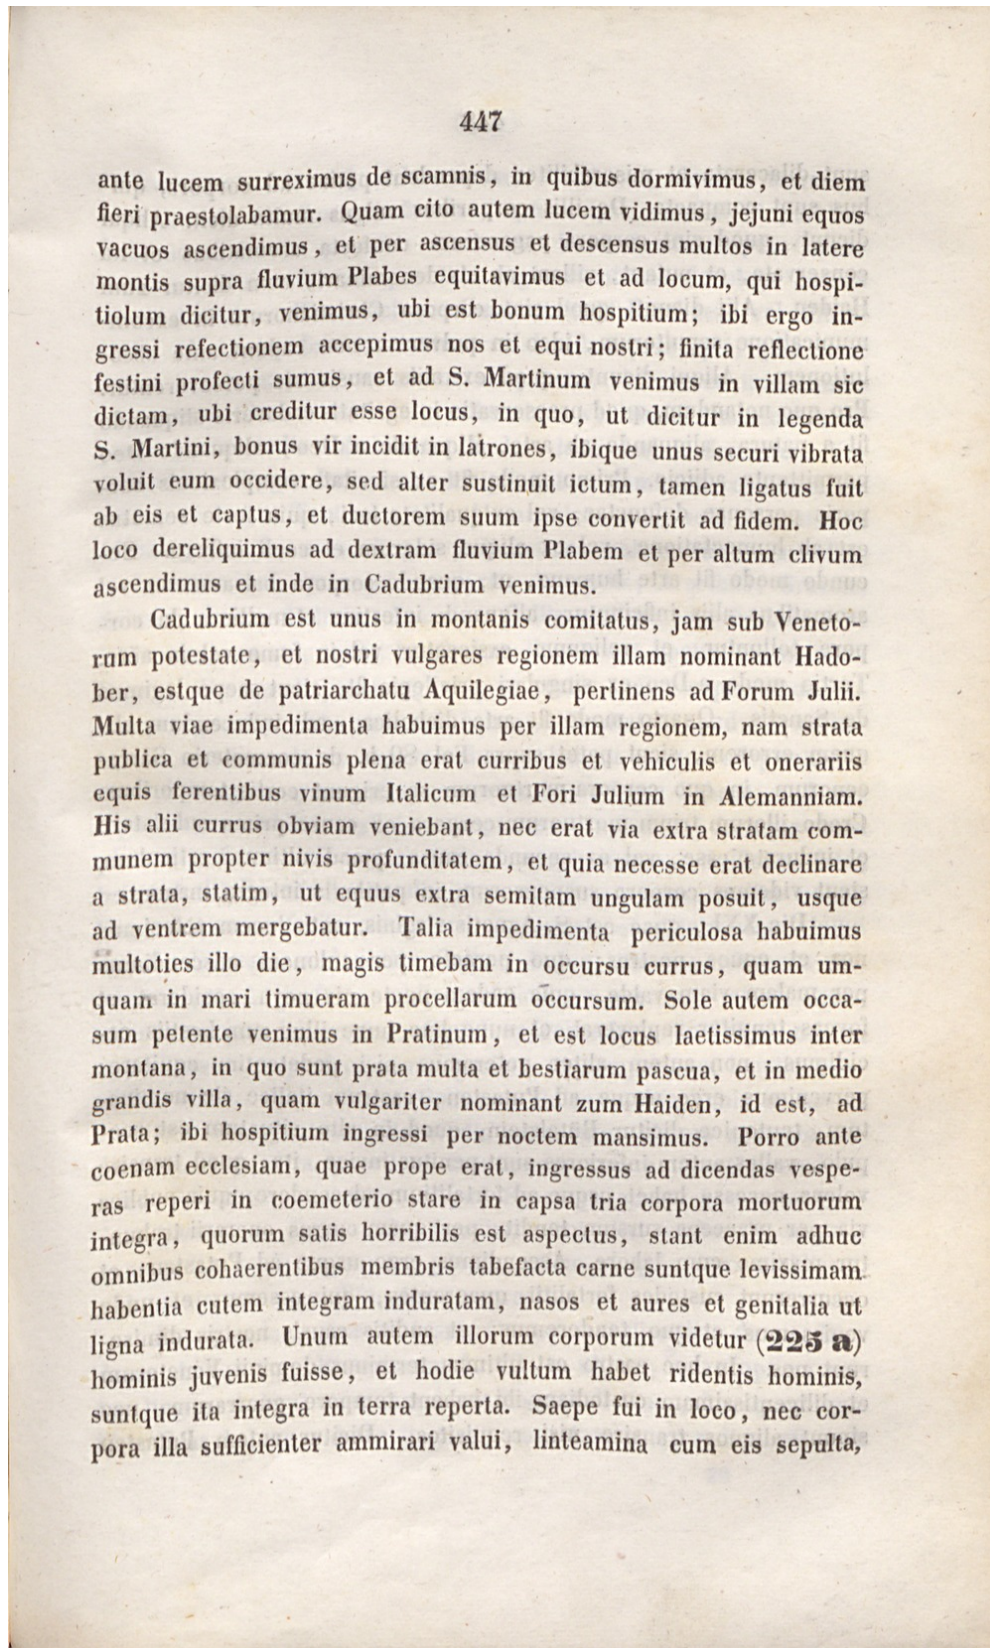 447
ante lucem surreximus de scamnis, in quibus dormivimus, et diem
fieri praestolabamur. Quam cito autem lucem vidimus, jejuni equos
vacuos ascendimus, et per ascensus et descensus multos in latere
montis supra fluvium Plabes equitavimus et ad locum, qui hospi-
tiolum dicitur, venimus, ubi est bonum hospitium; ibi ergo in-
gressi refectionem accepimus nos et equi nostri; finita reflectione
festini profecti sumus, et ad S. Martinum venimus in villam sic
dictam, ubi creditur esse locus, in quo, ut dicitur in legenda
S. Martini, bonus vir incidit in latrones, ibique unus securi vibrata
voluit eum occidere, sed alter sustinuit ictum, tamen ligatus fuit
ab eis et captus, et ductorem suum ipse convertit ad fidem. Hoc
loco dereliquimus ad dextram fluvium Plabem et per altum clivum
ascendimus et inde in Cadubrium venimus.
Cadubrium est unus in montanis comitatus, jam sub Veneto-
rum potestate, et nostri vulgares regionem illam nominant Hado-
ber, estque de patriarchatu Aquilegiae, pertinens ad Forum Julii.
Multa viae impedimenta habuimus per illam regionem, nam strata
publica et communis plena erat curribus et vehiculis et onerariis
equis ferentibus vinum Italicum et Fori Julium in Alemanniam.
His alii currus obviam veniebant, nec erat via extra stratam com-
munem propter nivis profunditatem, et quia necesse erat declinare
a strata, statim, ut equus extra semitam ungulam posuit, usque
ad ventrem mergebatur. Talia impedimenta periculosa habuimus
multoties illo die, magis timebam in occursu currus, quam um-
quam in mari timueram procellarum occursum. Sole autem occa-
sum petente venimus in Pratinum, et est locus laetissimus inter
montana, in quo sunt prata multa et bestiarum pascua, et in medio
grandis villa, quam vulgariter nominant zum Haiden, id est, ad
Prata; ibi hospitium ingressi per noctem mansimus. Porro ante
coenam ecclesiam, quae prope erat, ingressus ad dicendas vespe-
ras reperi in coemeterio stare in capsa tria corpora mortuorum
integra, quorum satis horribilis est aspectus, stant enim adhuc
omnibus cohaerentibus membris tabefacta carne suntque levissimam
habentia cutem integram induratam, nasos et aures et genitalia ut
ligna indurata. Unum autem illorum corporum videtur (225 a)
hominis juvenis fuisse, et hodie vultum habet ridentis hominis,
suntque ita integra in terra reperta. Saepe fui in loco, nec cor-
pora illa sufficienter ammirari valui, linteamina cum eis sepulta,